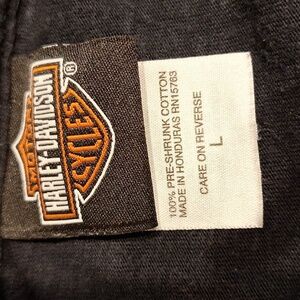 MOTOR
HARLEY-DAVIDSON
CYCLES
®
100% PRE-SHRUNK COTTON
MADE IN HONDURAS RN15763
CARE ON REVERSE
L